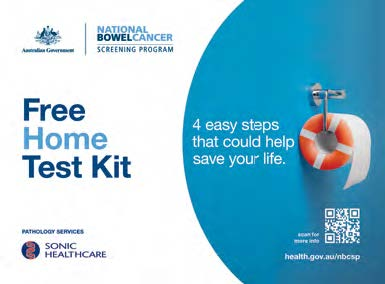 Australian Government
NATIONAL
BOWELCANCER
SCREENING PROGRAM
Free
Home
Test Kit
4 easy steps
that could help
save your life.
PATHOLOGY SERVICES
SONIC
HEALTHCARE
scan for
more info
health.gov.au/nbcsp